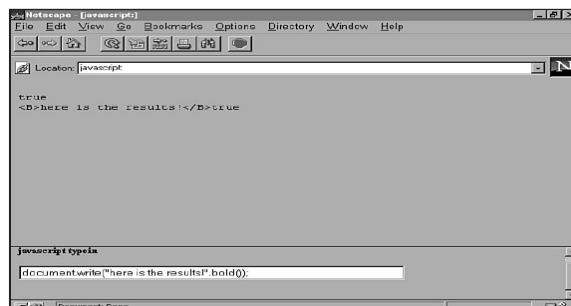 Netscape - [javascript:]
File Edit View Go Bookmarks Options Directory Window Help
Location: javascript:
N
true
<B>here is the results!</B>true
javascript typein
document.write("here is the results!".bold());
Document: Done